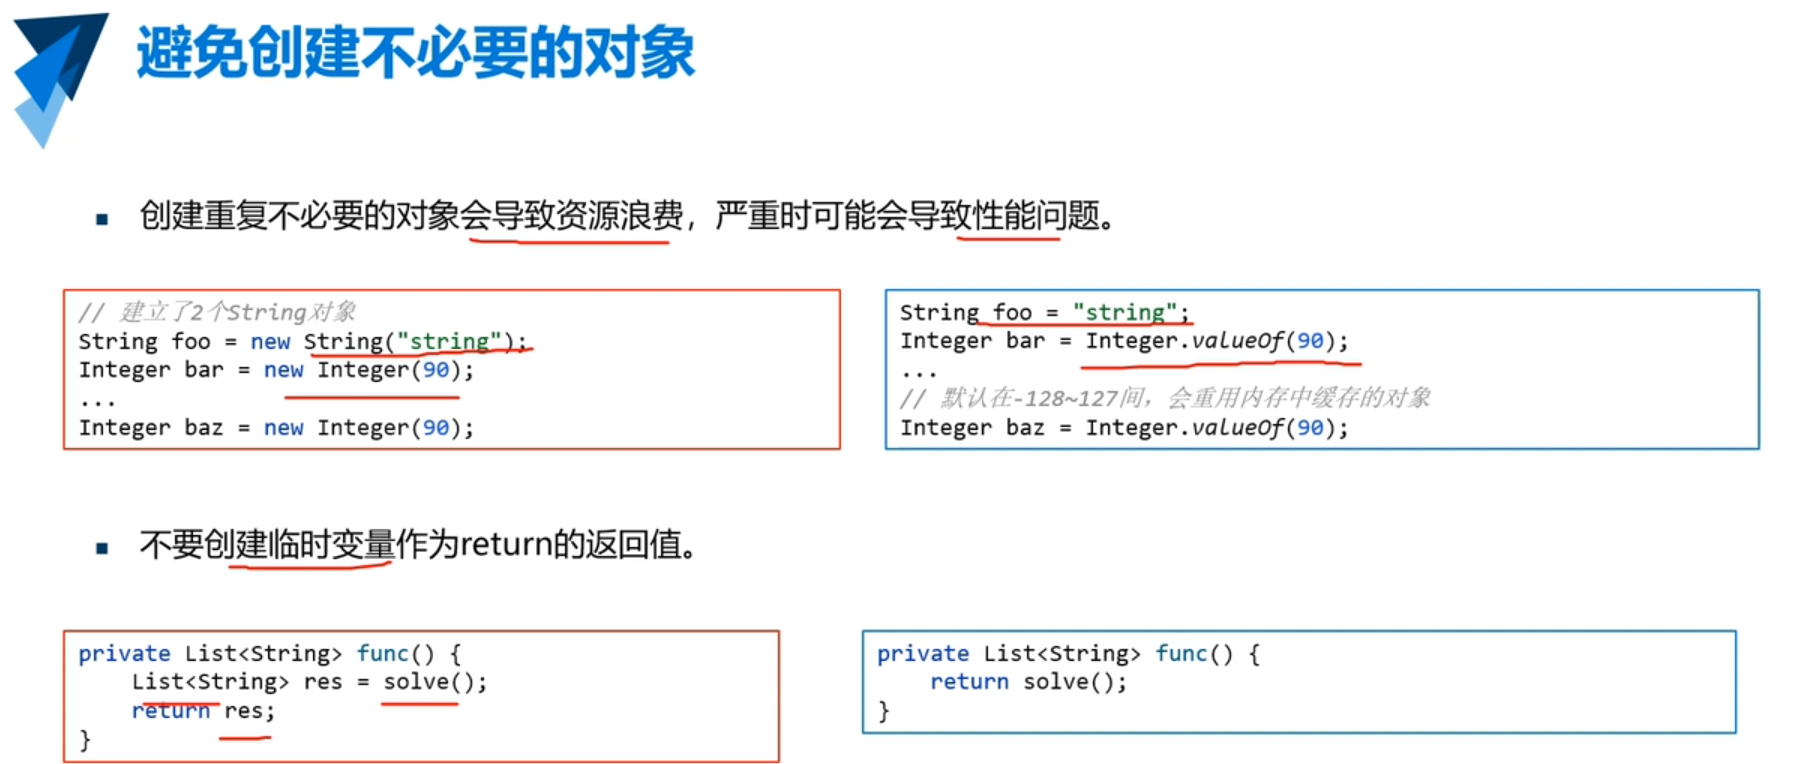 避免创建不必要的对象
创建重复不必要的对象会导致资源浪费，严重时可能会导致性能问题。
// 建立了2个String对象
String foo = new String("string");
Integer bar = new Integer(90);
...
Integer baz = new Integer(90);
String foo = "string";
Integer bar = Integer.valueOf(90);
...
// 默认在-128~127间，会重用内存中缓存的对象
Integer baz = Integer.valueOf(90);
不要创建临时变量作为return的返回值。
private List<String> func() {
    List<String> res = solve();
    return res;
}
private List<String> func() {
    return solve();
}